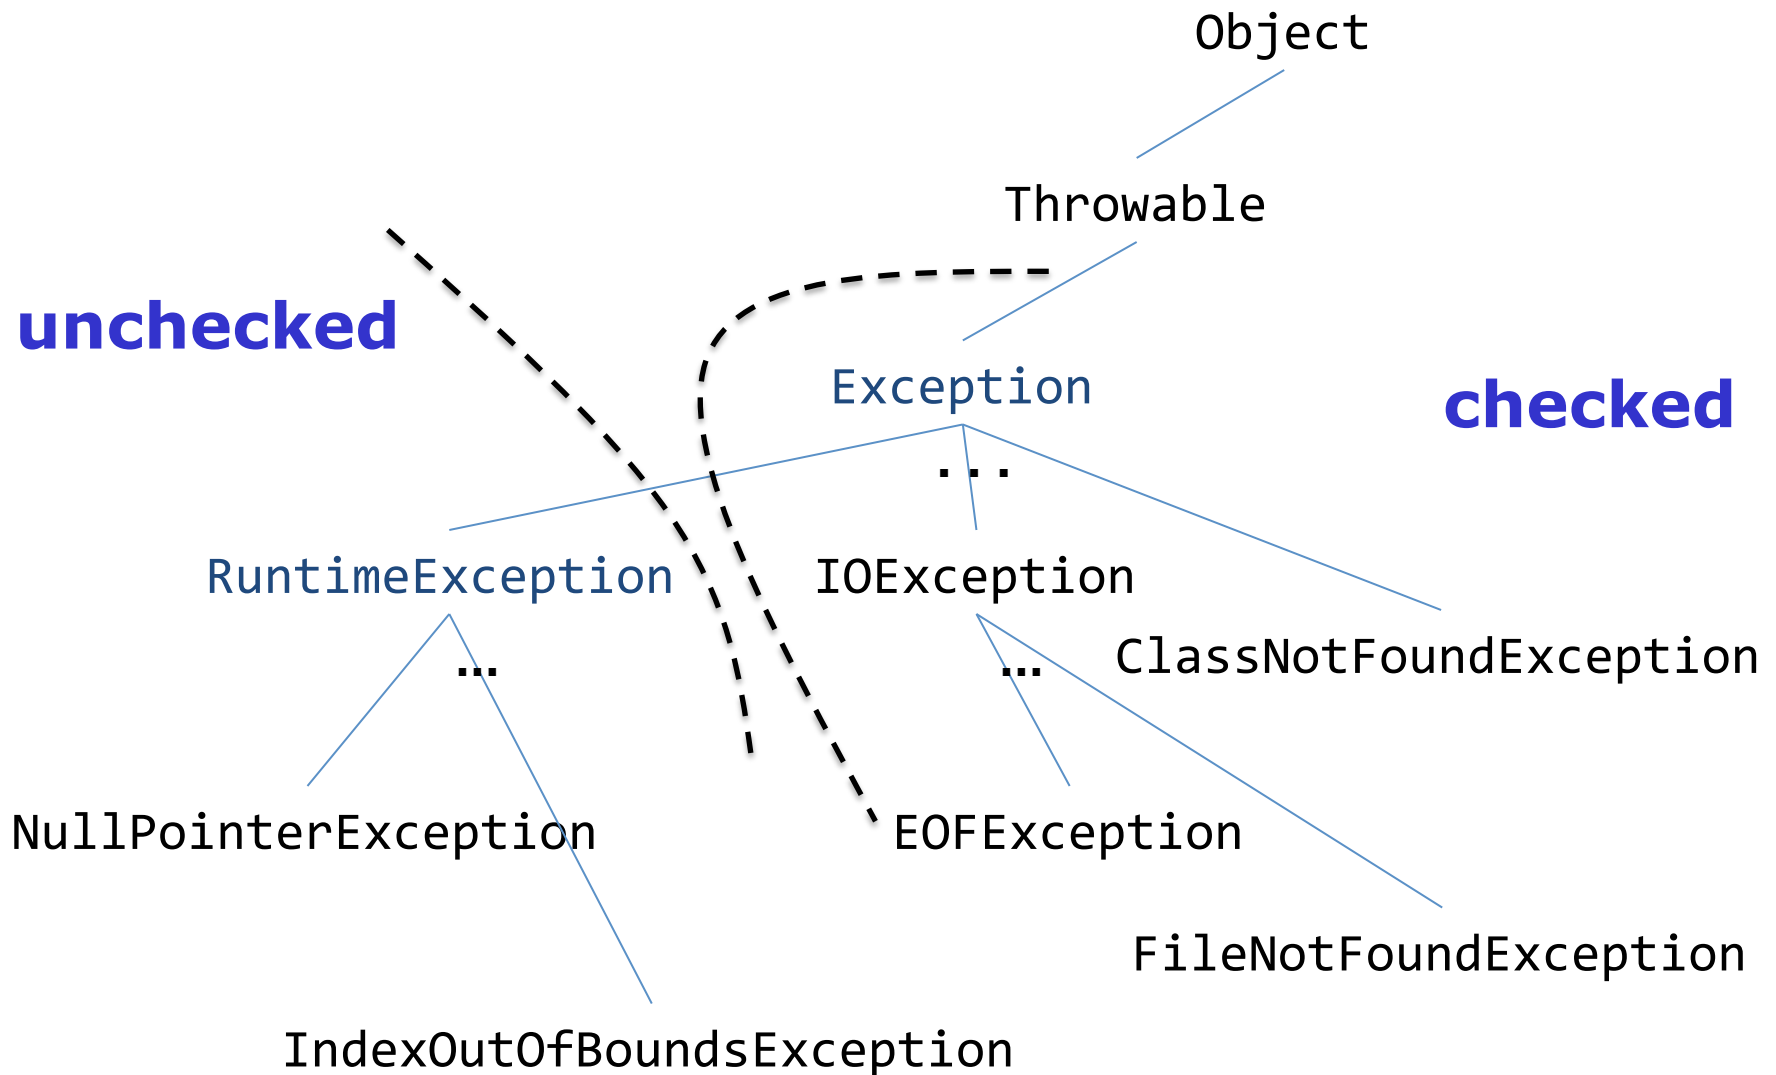 Object
Throwable
unchecked
Exception
checked
...
RuntimeException
IOException
ClassNotFoundException
...
...
NullPointerException
EOFException
FileNotFoundException
IndexOutOfBoundsException